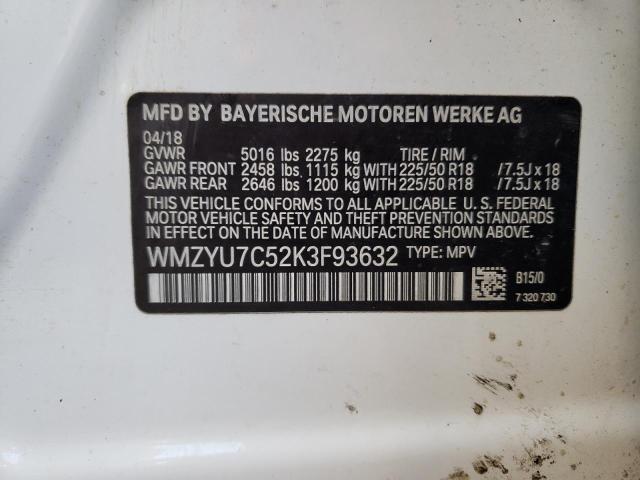 MFD BY BAYERISCHE MOTOREN WERKE AG
04/18
GVWR 5016 lbs 2275 kg TIRE / RIM
GAWR FRONT 2458 lbs 1115 kg WITH 225/50 R18 /7.5J x 18
GAWR REAR 2646 lbs 1200 kg WITH 225/50 R18 /7.5J x 18
THIS VEHICLE CONFORMS TO ALL APPLICABLE U. S. FEDERAL
MOTOR VEHICLE SAFETY AND THEFT PREVENTION STANDARDS
IN EFFECT ON THE DATE OF MANUFACTURE SHOWN ABOVE.
WMZYU7C52K3F93632 TYPE: MPV
B15/0
7 320 730